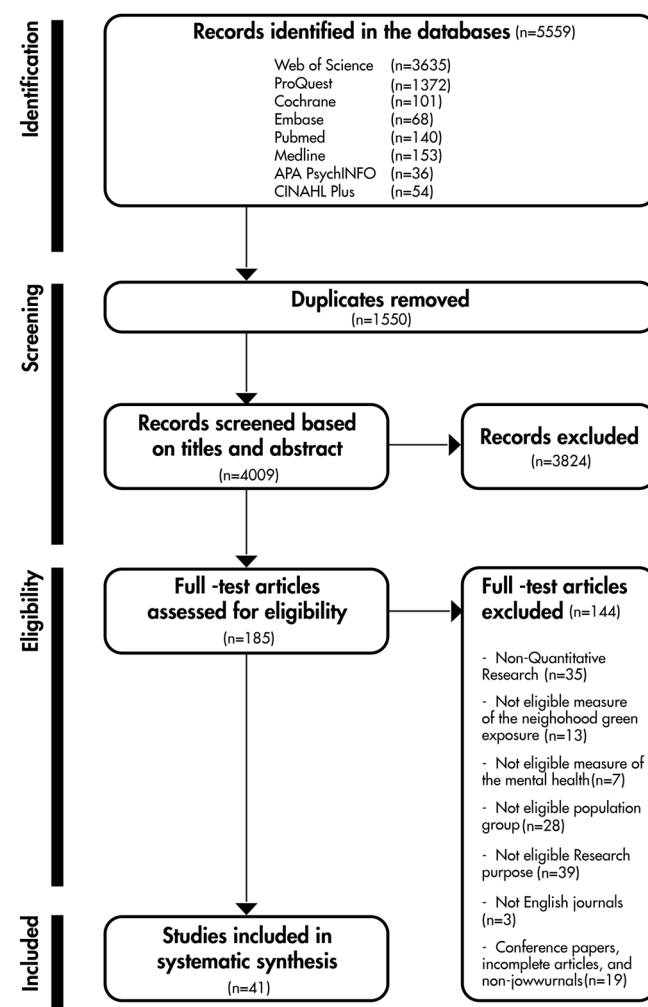 Identification
Records identified in the databases (n=5559)
Web of Science (n=3635)
ProQuest (n=1372)
Cochrane (n=101)
Embase (n=68)
Pubmed (n=140)
Medline (n=153)
APA PsychINFO (n=36)
CINAHL Plus (n=54)
Screening
Duplicates removed
(n=1550)
Records screened based
on titles and abstract
(n=4009)
Records excluded
(n=3824)
Eligibility
Full -test articles
assessed for eligibility
(n=185)
Full -test articles
excluded (n=144)
- Non-Quantitative
Research (n=35)
- Not eligible measure
of the neighohood green
exposure (n=13)
- Not eligible measure of
the mental health(n=7)
- Not eligible population
group(n=28)
- Not eligible Research
purpose (n=39)
- Not English journals
(n=3)
- Conference papers,
incomplete articles, and
non-jowwurnals(n=19)
Included
Studies included in
systematic synthesis
(n=41)